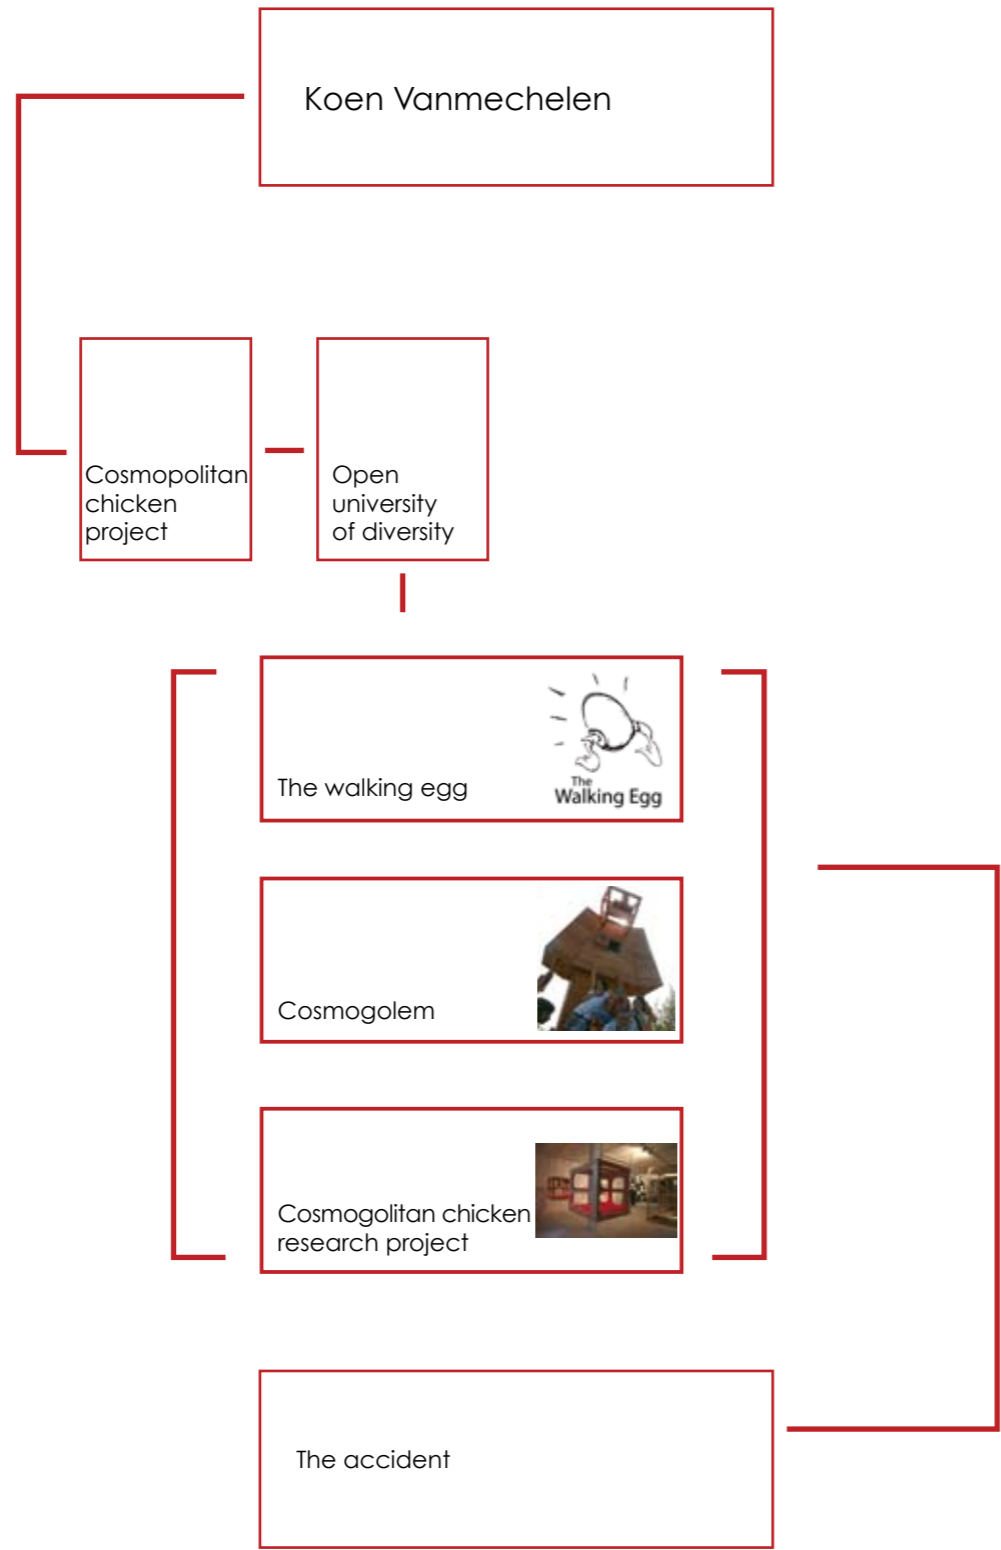 Koen Vanmechelen
Cosmopolitan
chicken
project
Open
university
of diversity
The walking egg
The
Walking Egg
Cosmogolem
Cosmogolitan chicken
research project
The accident